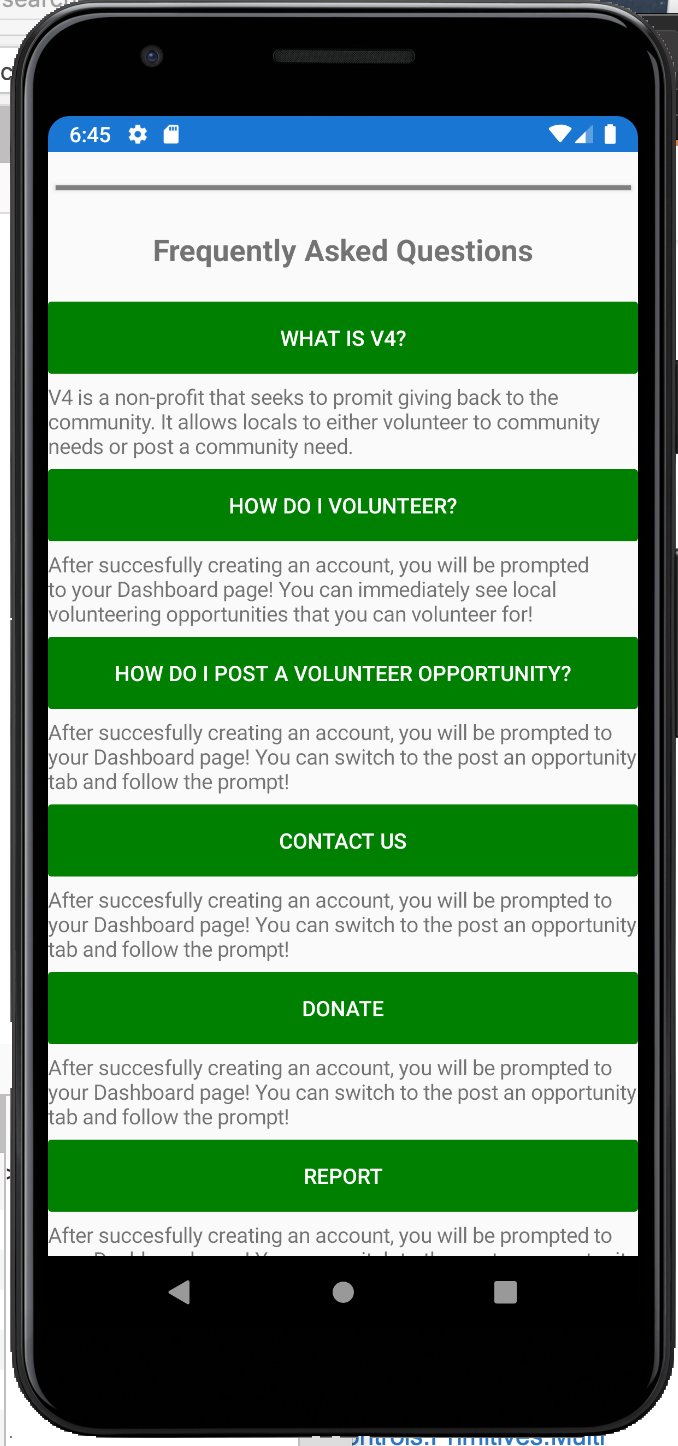 search
6:45
Frequently Asked Questions
WHAT IS V4?
V4 is a non-profit that seeks to promit giving back to the
community. It allows locals to either volunteer to community
needs or post a community need.
HOW DO I VOLUNTEER?
After succesfully creating an account, you will be prompted
to your Dashboard page! You can immediately see local
volunteering opportunities that you can volunteer for!
HOW DO I POST A VOLUNTEER OPPORTUNITY?
After succesfully creating an account, you will be prompted to
your Dashboard page! You can switch to the post an opportunity
tab and follow the prompt!
CONTACT US
After succesfully creating an account, you will be prompted to
your Dashboard page! You can switch to the post an opportunity
tab and follow the prompt!
DONATE
After succesfully creating an account, you will be prompted to
your Dashboard page! You can switch to the post an opportunity
tab and follow the prompt!
REPORT
After succesfully creating an account, you will be prompted to